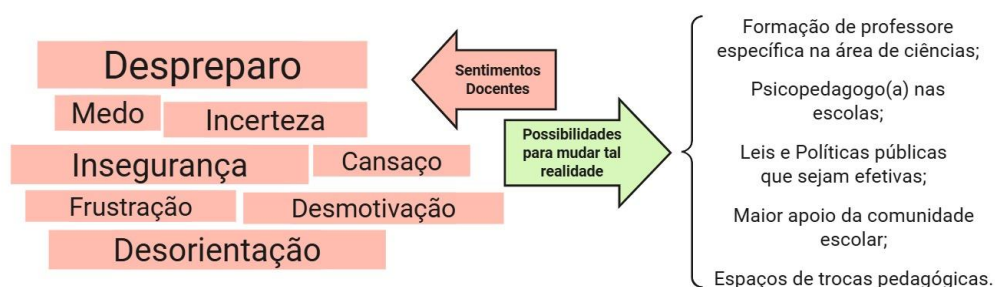 Despreparo
Medo
Incerteza
Insegurança
Cansaço
Frustração
Desmotivação
Desorientação
Sentimentos
Docentes
Possibilidades
para mudar tal
realidade
Formação de professore
específica na área de ciências;
Psicopedagogo(a) nas
escolas;
Leis e Políticas públicas
que sejam efetivas;
Maior apoio da comunidade
escolar;
Espaços de trocas pedagógicas.